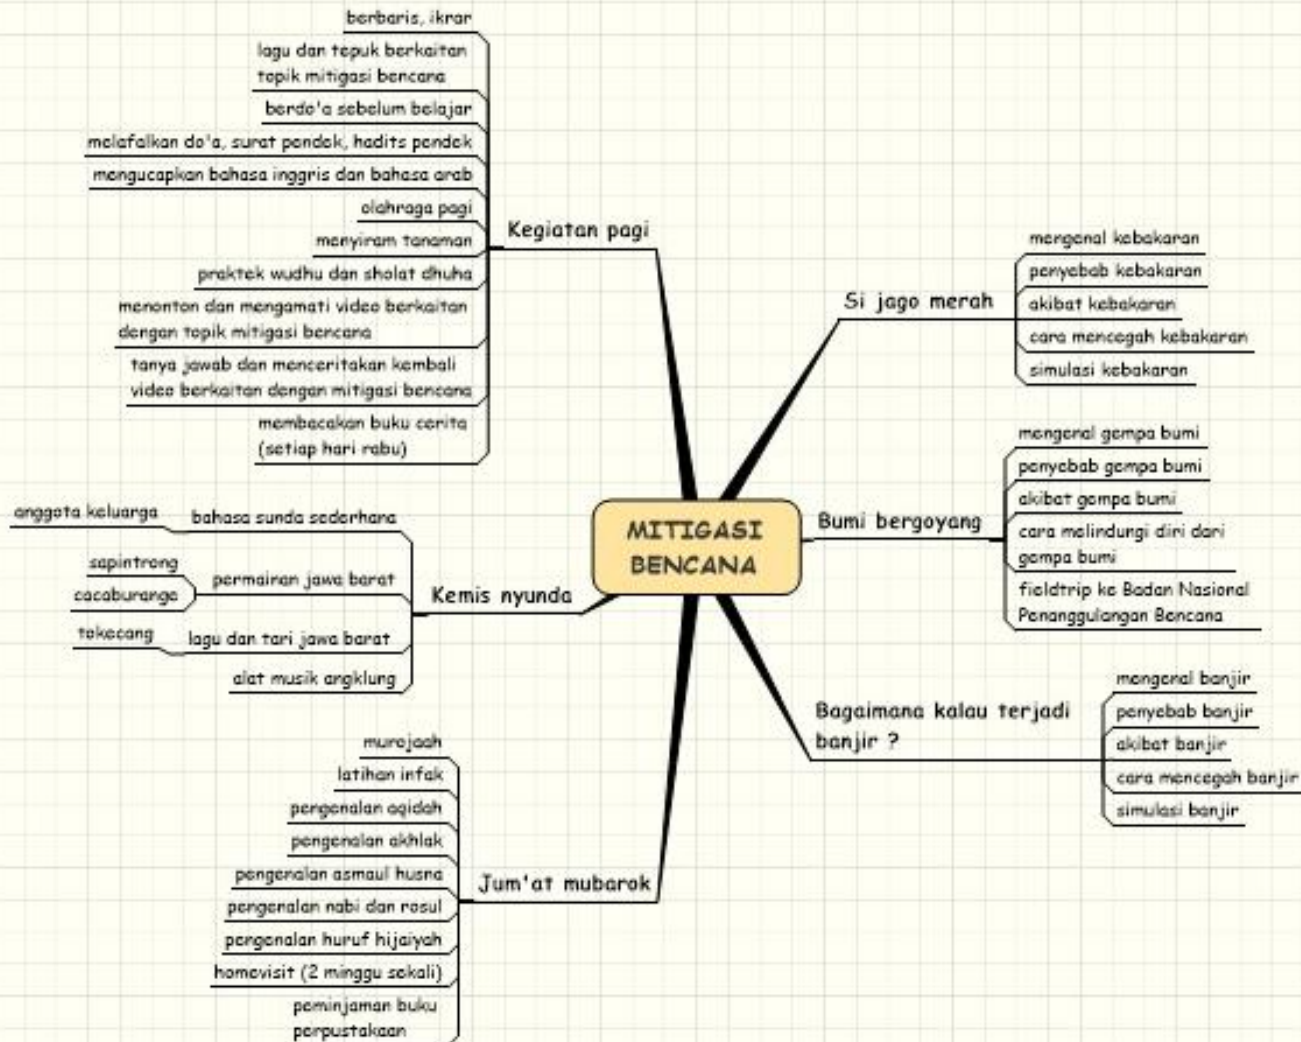 MITIGASI
BENCANA
Kegiatan pagi
berbaris, ikrar
lagu dan tepuk berkaitan
topik mitigasi bencana
berdo'a sebelum belajar
melafalkan do'a, surat pendek, hadits pendek
mengucapkan bahasa inggris dan bahasa arab
olahraga pagi
menyiram tanaman
praktek wudhu dan sholat dhuha
menonton dan mengamati video berkaitan
dengan topik mitigasi bencana
tanya jawab dan menceritakan kembali
video berkaitan dengan mitigasi bencana
membacakan buku cerita
(setiap hari rabu)
Kemis nyunda
bahasa sunda sederhana
anggota keluarga
permainan jawa barat
sapintrong
cacaburange
lagu dan tari jawa barat
tokecang
alat musik angklung
Jum'at mubarok
murojaah
latihan infak
pengenalan aqidah
pengenalan akhlak
pengenalan asmaul husna
pengenalan nabi dan rosul
pengenalan huruf hijaiyah
homevisit (2 minggu sekali)
peminjaman buku
perpustakaan
Si jago merah
mengenal kebakaran
penyebab kebakaran
akibat kebakaran
cara mencegah kebakaran
simulasi kebakaran
Bumi bergoyang
mengenal gempa bumi
penyebab gempa bumi
akibat gempa bumi
cara melindungi diri dari
gempa bumi
fieldtrip ke Badan Nasional
Penanggulangan Bencana
Bagaimana kalau terjadi
banjir ?
mengenal banjir
penyebab banjir
akibat banjir
cara mencegah banjir
simulasi banjir